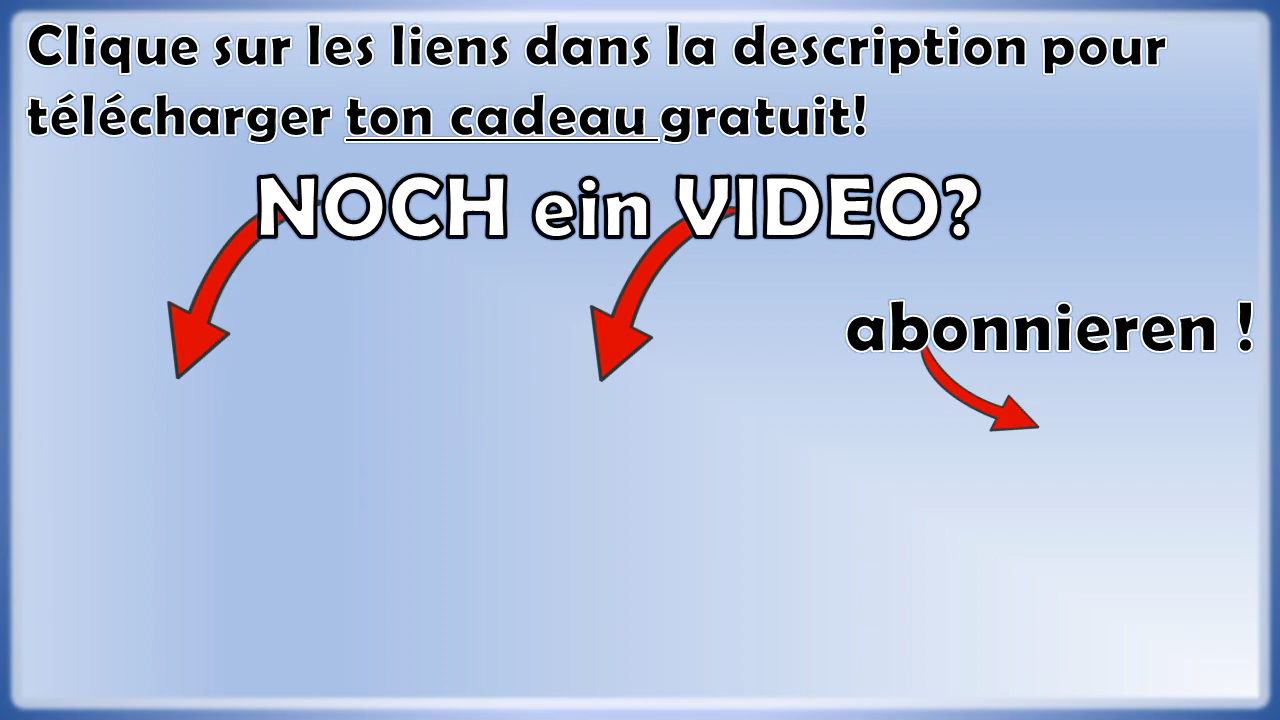 Clique sur les liens dans la description pour
télécharger ton cadeau gratuit!
NOCH ein VIDEO?
abonnieren !